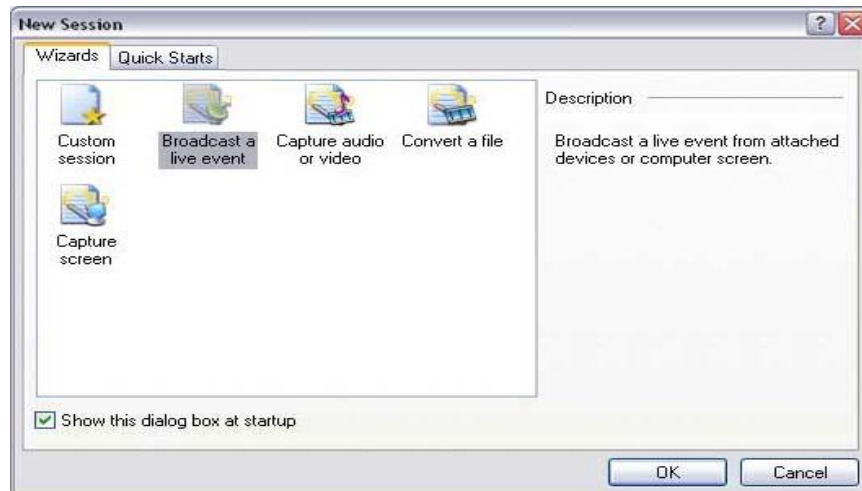 New Session
Wizards
Quick Starts
Custom
session
Broadcast a
live event
Capture audio
or video
Convert a file
Capture
screen
Description
Broadcast a live event from attached
devices or computer screen.
Show this dialog box at startup
OK
Cancel